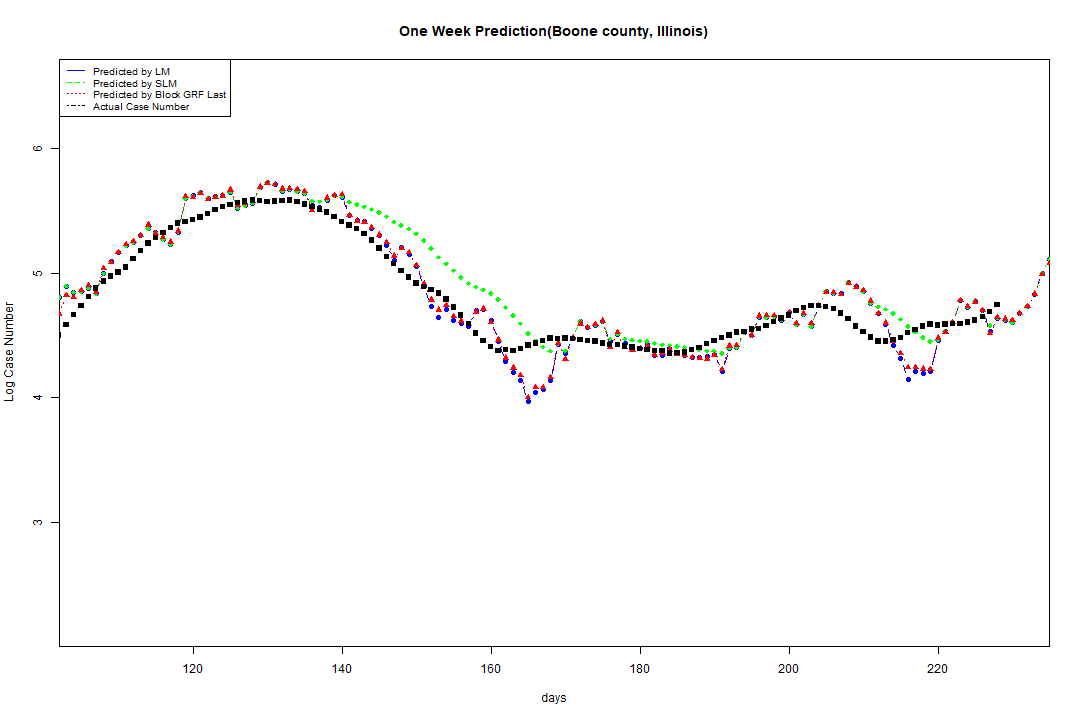 One Week Prediction(Boone county, Illinois)
Predicted by LM
Predicted by SLM
Predicted by Block GRF Last
Actual Case Number
6
5
4
3
Log Case Number
120 140 160 180 200 220
days